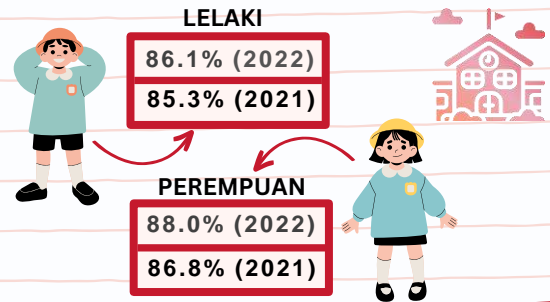 LELAKI
86.1% (2022)
85.3% (2021)
PEREMPUAN
88.0% (2022)
86.8% (2021)